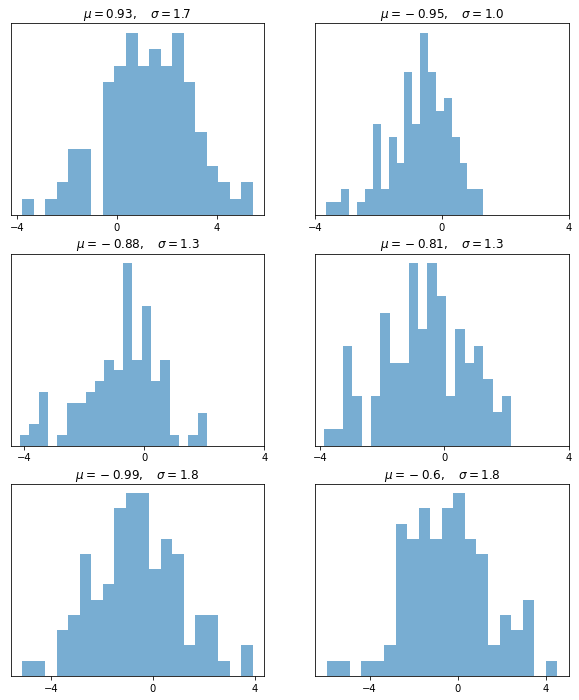 μ = 0.93, σ = 1.7
μ = −0.95, σ = 1.0
−4 0 4
−4 0 4
μ = −0.88, σ = 1.3
μ = −0.81, σ = 1.3
−4 0 4
−4 0 4
μ = −0.99, σ = 1.8
μ = −0.6, σ = 1.8
−4 0 4
−4 0 4